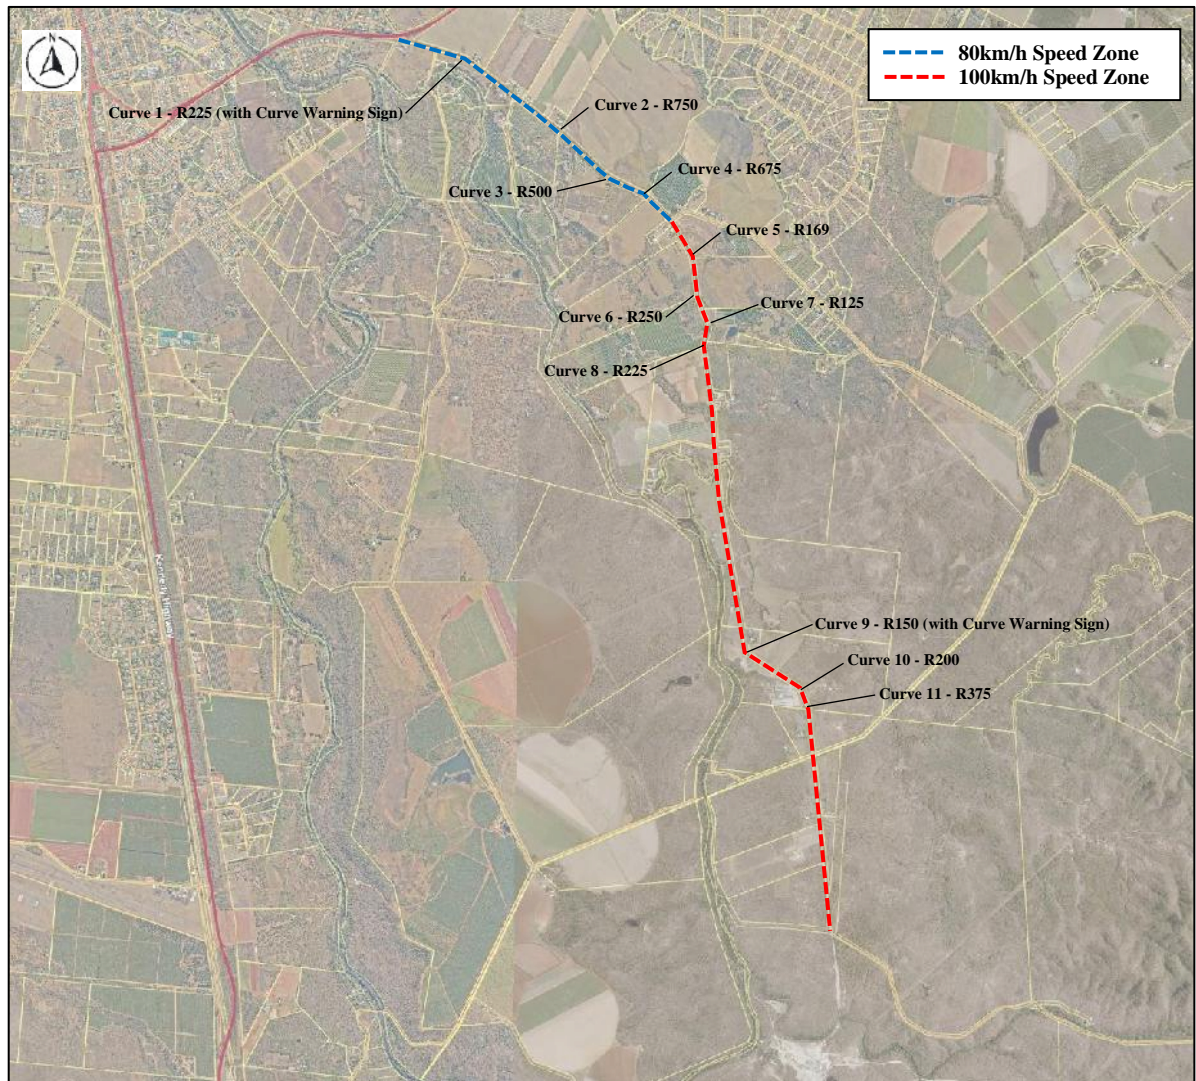 N
80km/h Speed Zone
100km/h Speed Zone
Curve 1 - R225 (with Curve Warning Sign)
Curve 2 - R750
Curve 3 - R500
Curve 4 - R675
Curve 5 - R169
Curve 6 - R250
Curve 7 - R125
Curve 8 - R225
Kennedy Highway
Curve 9 - R150 (with Curve Warning Sign)
Curve 10 - R200
Curve 11 - R375